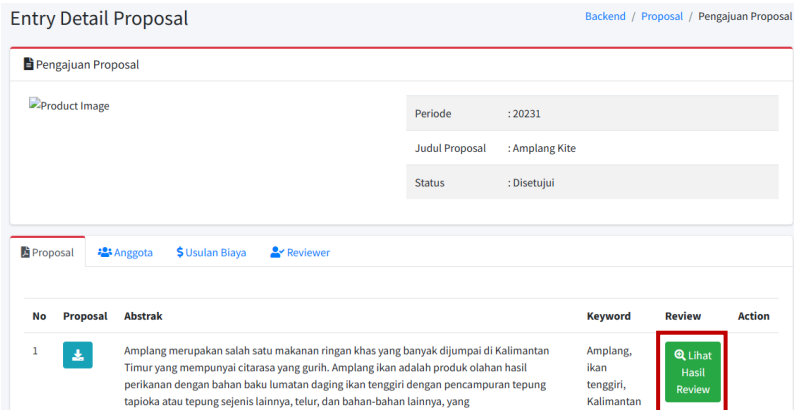 Entry Detail Proposal
Backend / Proposal / Pengajuan Proposal
Pengajuan Proposal
Product Image
Periode : 20231
Judul Proposal : Amplang Kite
Status : Disetujui
Proposal Anggota $ Usulan Biaya Reviewer
No Proposal Abstrak Keyword Review Action
1
Amplang merupakan salah satu makanan ringan khas yang banyak dijumpai di Kalimantan
Timur yang mempunyai citarasa yang gurih. Amplang ikan adalah produk olahan hasil
perikanan dengan bahan baku lumatan daging ikan tenggiri dengan pencampuran tepung
tapioka atau tepung sejenis lainnya, telur, dan bahan-bahan lainnya, yang
Amplang,
ikan
tenggiri,
Kalimantan
Lihat
Hasil
Review